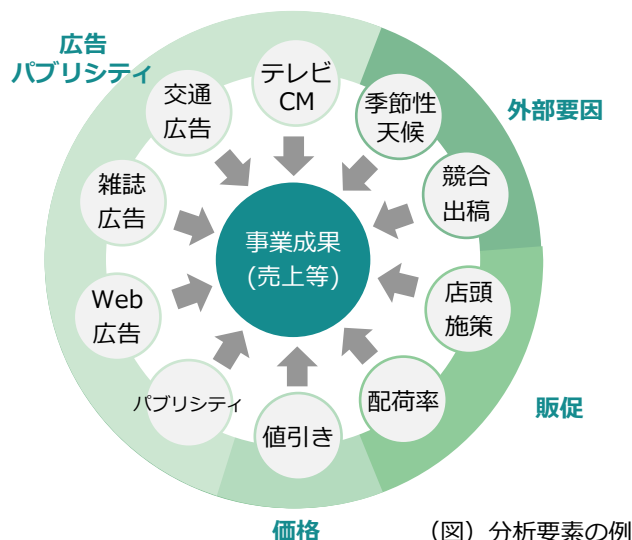 広告
パブリシティ
テレビ
CM
季節性
天候
外部要因
競合
出稿
店頭
施策
販促
配荷率
値引き
価格
パブリシティ
Web
広告
雑誌
広告
交通
広告
事業成果
(売上等)
（図）分析要素の例